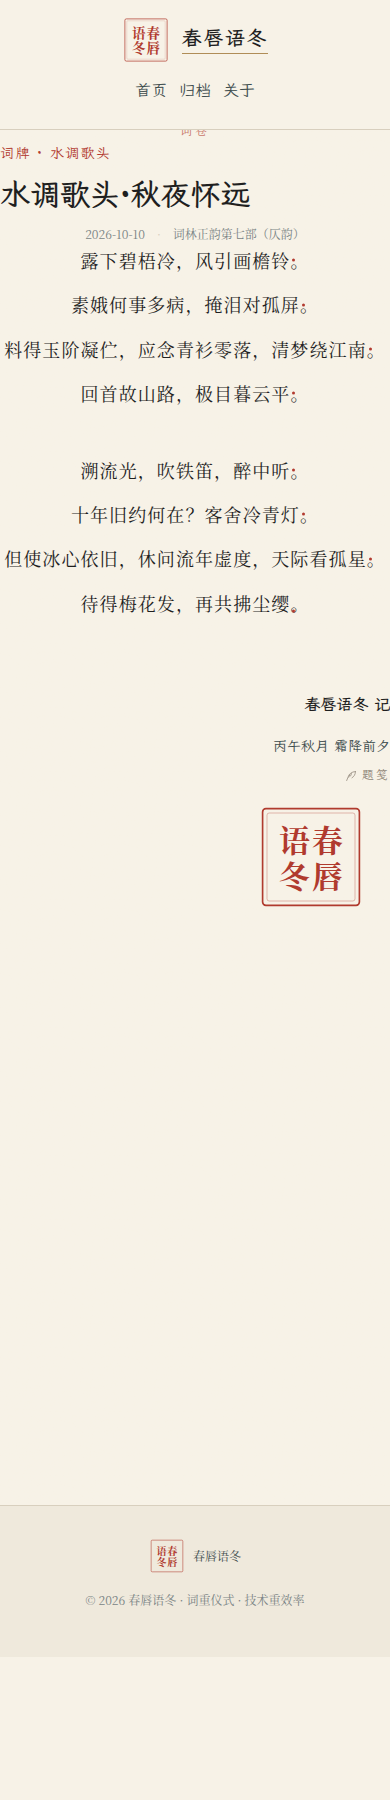 春唇语冬
春唇语冬
首页 归档 关于
词卷
词牌 · 水调歌头
水调歌头·秋夜怀远
2026-10-10 · 词林正韵第七部（仄韵）
露下碧梧冷，风引画檐铃。
素娥何事多病，掩泪对孤屏。
料得玉阶凝伫，应念青衫零落，清梦绕江南。
回首故山路，极目暮云平。
溯流光，吹铁笛，醉中听。
十年旧约何在？客舍冷青灯。
但使冰心依旧，休问流年虚度，天际看孤星。
待得梅花发，再共拂尘缨。
春唇语冬 记
丙午秋月 霜降前夕
题笺
春唇语冬
春唇语冬
春唇语冬
© 2026 春唇语冬 · 词重仪式 · 技术重效率